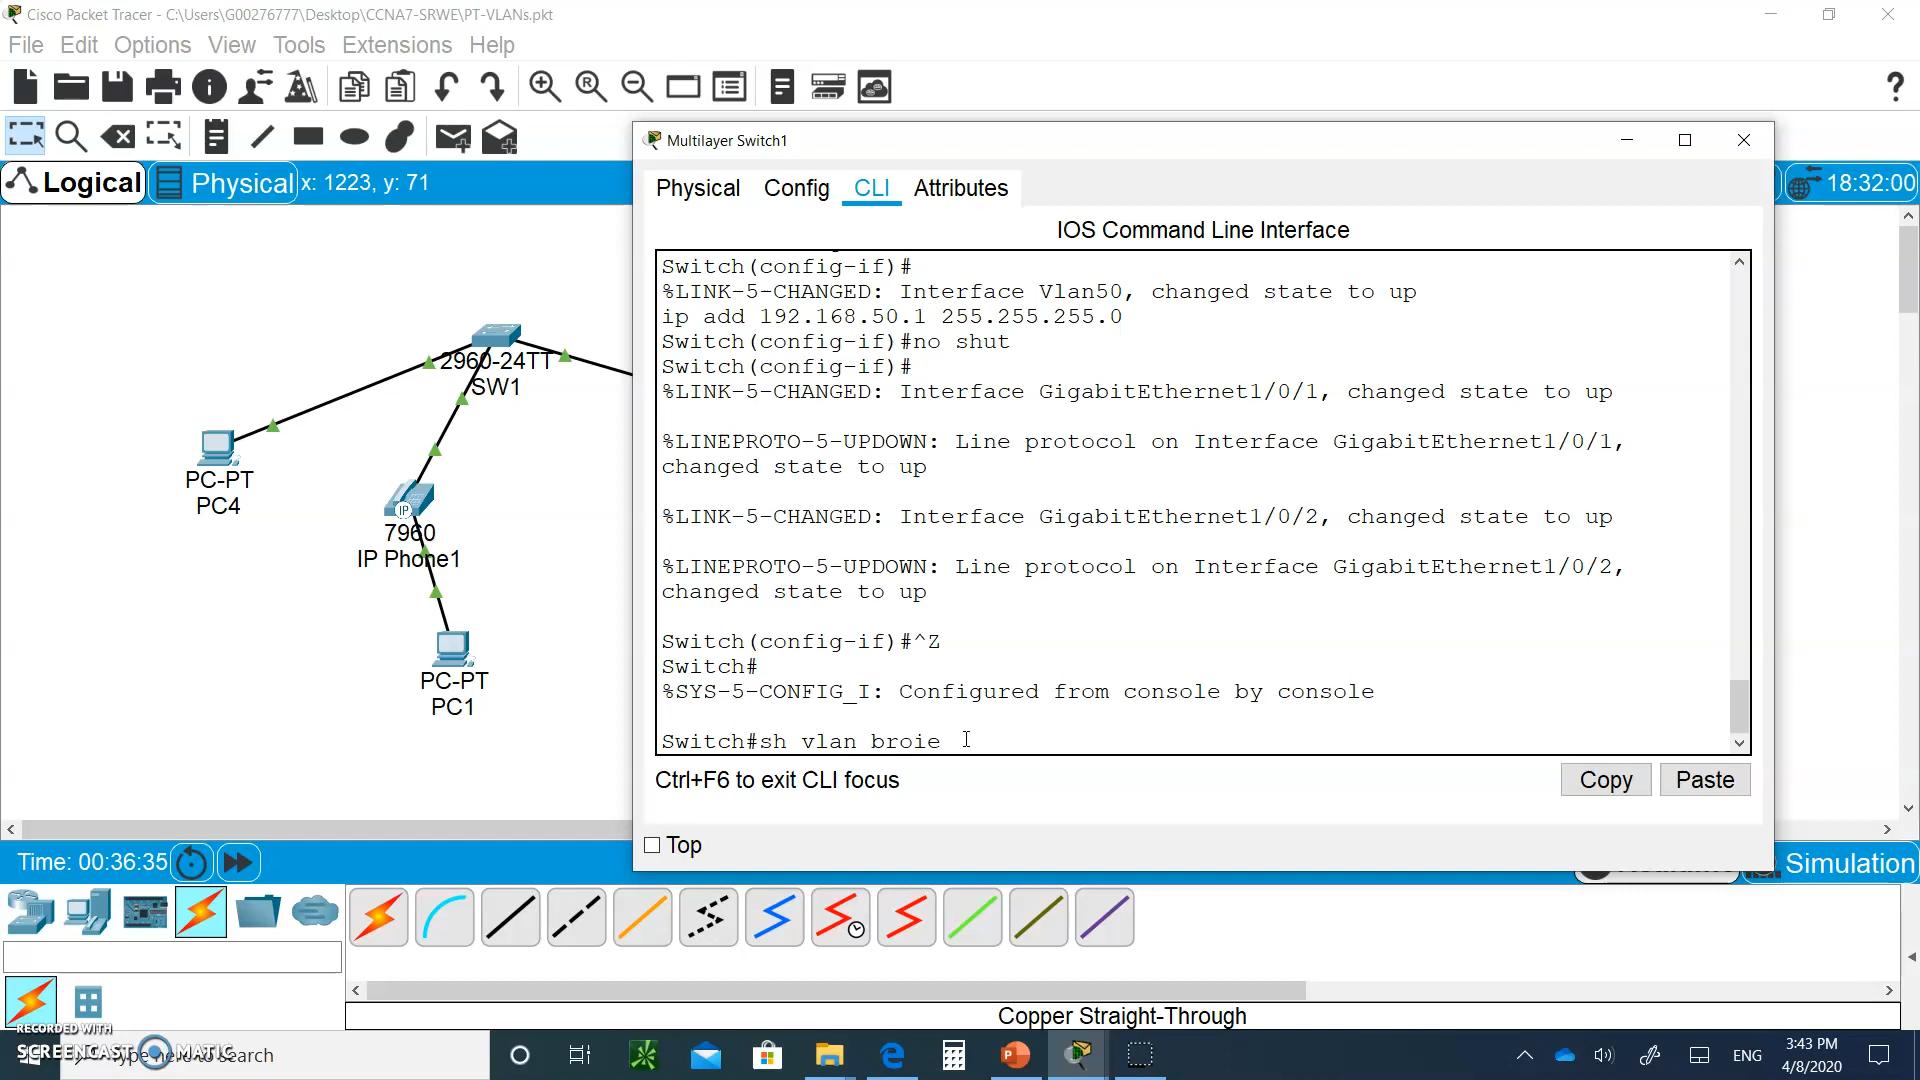 Cisco Packet Tracer - C:\Users\G00276777\Desktop\CCNA7-SRWE\PT-VLANs.pkt
File Edit Options View Tools Extensions Help
Multilayer Switch1
Logical Physical x: 1223, y: 71
18:32:00
Physical Config CLI Attributes
IOS Command Line Interface
Switch(config-if)#
%LINK-5-CHANGED: Interface Vlan50, changed state to up
ip add 192.168.50.1 255.255.255.0
Switch(config-if)#no shut
Switch(config-if)#
%LINK-5-CHANGED: Interface GigabitEthernet1/0/1, changed state to up
%LINEPROTO-5-UPDOWN: Line protocol on Interface GigabitEthernet1/0/1,
changed state to up
%LINK-5-CHANGED: Interface GigabitEthernet1/0/2, changed state to up
%LINEPROTO-5-UPDOWN: Line protocol on Interface GigabitEthernet1/0/2,
changed state to up
Switch(config-if)#^Z
Switch#
%SYS-5-CONFIG_I: Configured from console by console
Switch#sh vlan broie
Ctrl+F6 to exit CLI focus
Copy Paste
Top
2960-24TT
SW1
PC-PT
PC4
IP
7960
IP Phone1
PC-PT
PC1
Time: 00:36:35
Simulation
Copper Straight-Through
RECORDED WITH
SCREENCAST MATIC
Type here to search
ENG
3:43 PM
4/8/2020